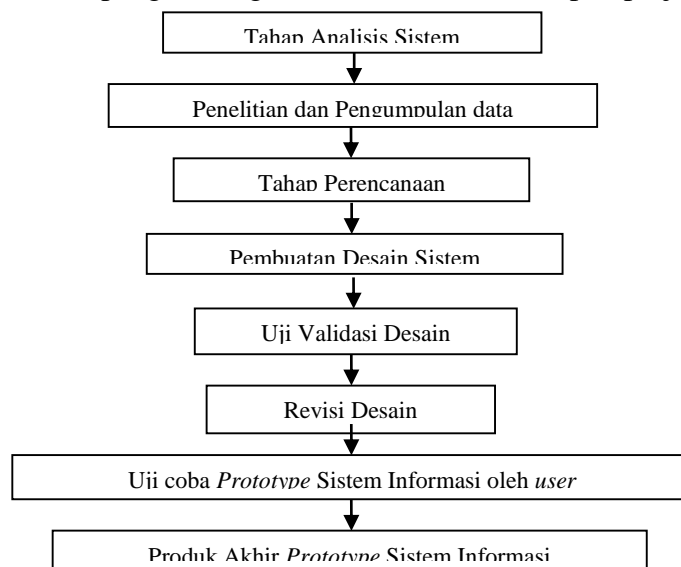 Tahap Analisis Sistem
Penelitian dan Pengumpulan data
Tahap Perencanaan
Pembuatan Desain Sistem
Uji Validasi Desain
Revisi Desain
Uji coba Prototype Sistem Informasi oleh user
Produk Akhir Prototype Sistem Informasi